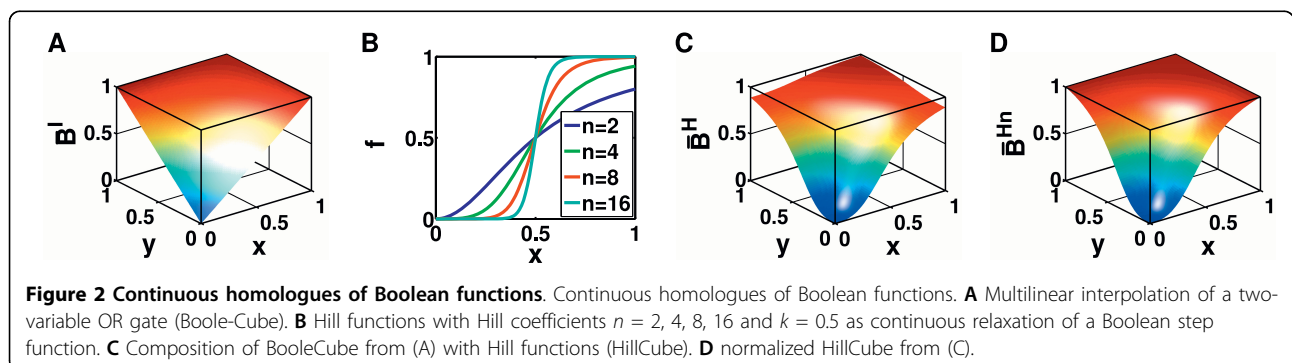 A
B
C
D
1
0.5
0
B̄ᴵ
1
0.5
0 0
0.5
1
y
x
1
0.5
0
f
0
0.5
1
x
n=2
n=4
n=8
n=16
1
0.5
0
B̄ᴴ
1
0.5
0 0
0.5
1
y
x
1
0.5
0
B̄ᴴⁿ
1
0.5
0 0
0.5
1
y
x
Figure 2 Continuous homologues of Boolean functions. Continuous homologues of Boolean functions. A Multilinear interpolation of a two-
variable OR gate (Boole-Cube). B Hill functions with Hill coefficients n = 2, 4, 8, 16 and k = 0.5 as continuous relaxation of a Boolean step
function. C Composition of BooleCube from (A) with Hill functions (HillCube). D normalized HillCube from (C).